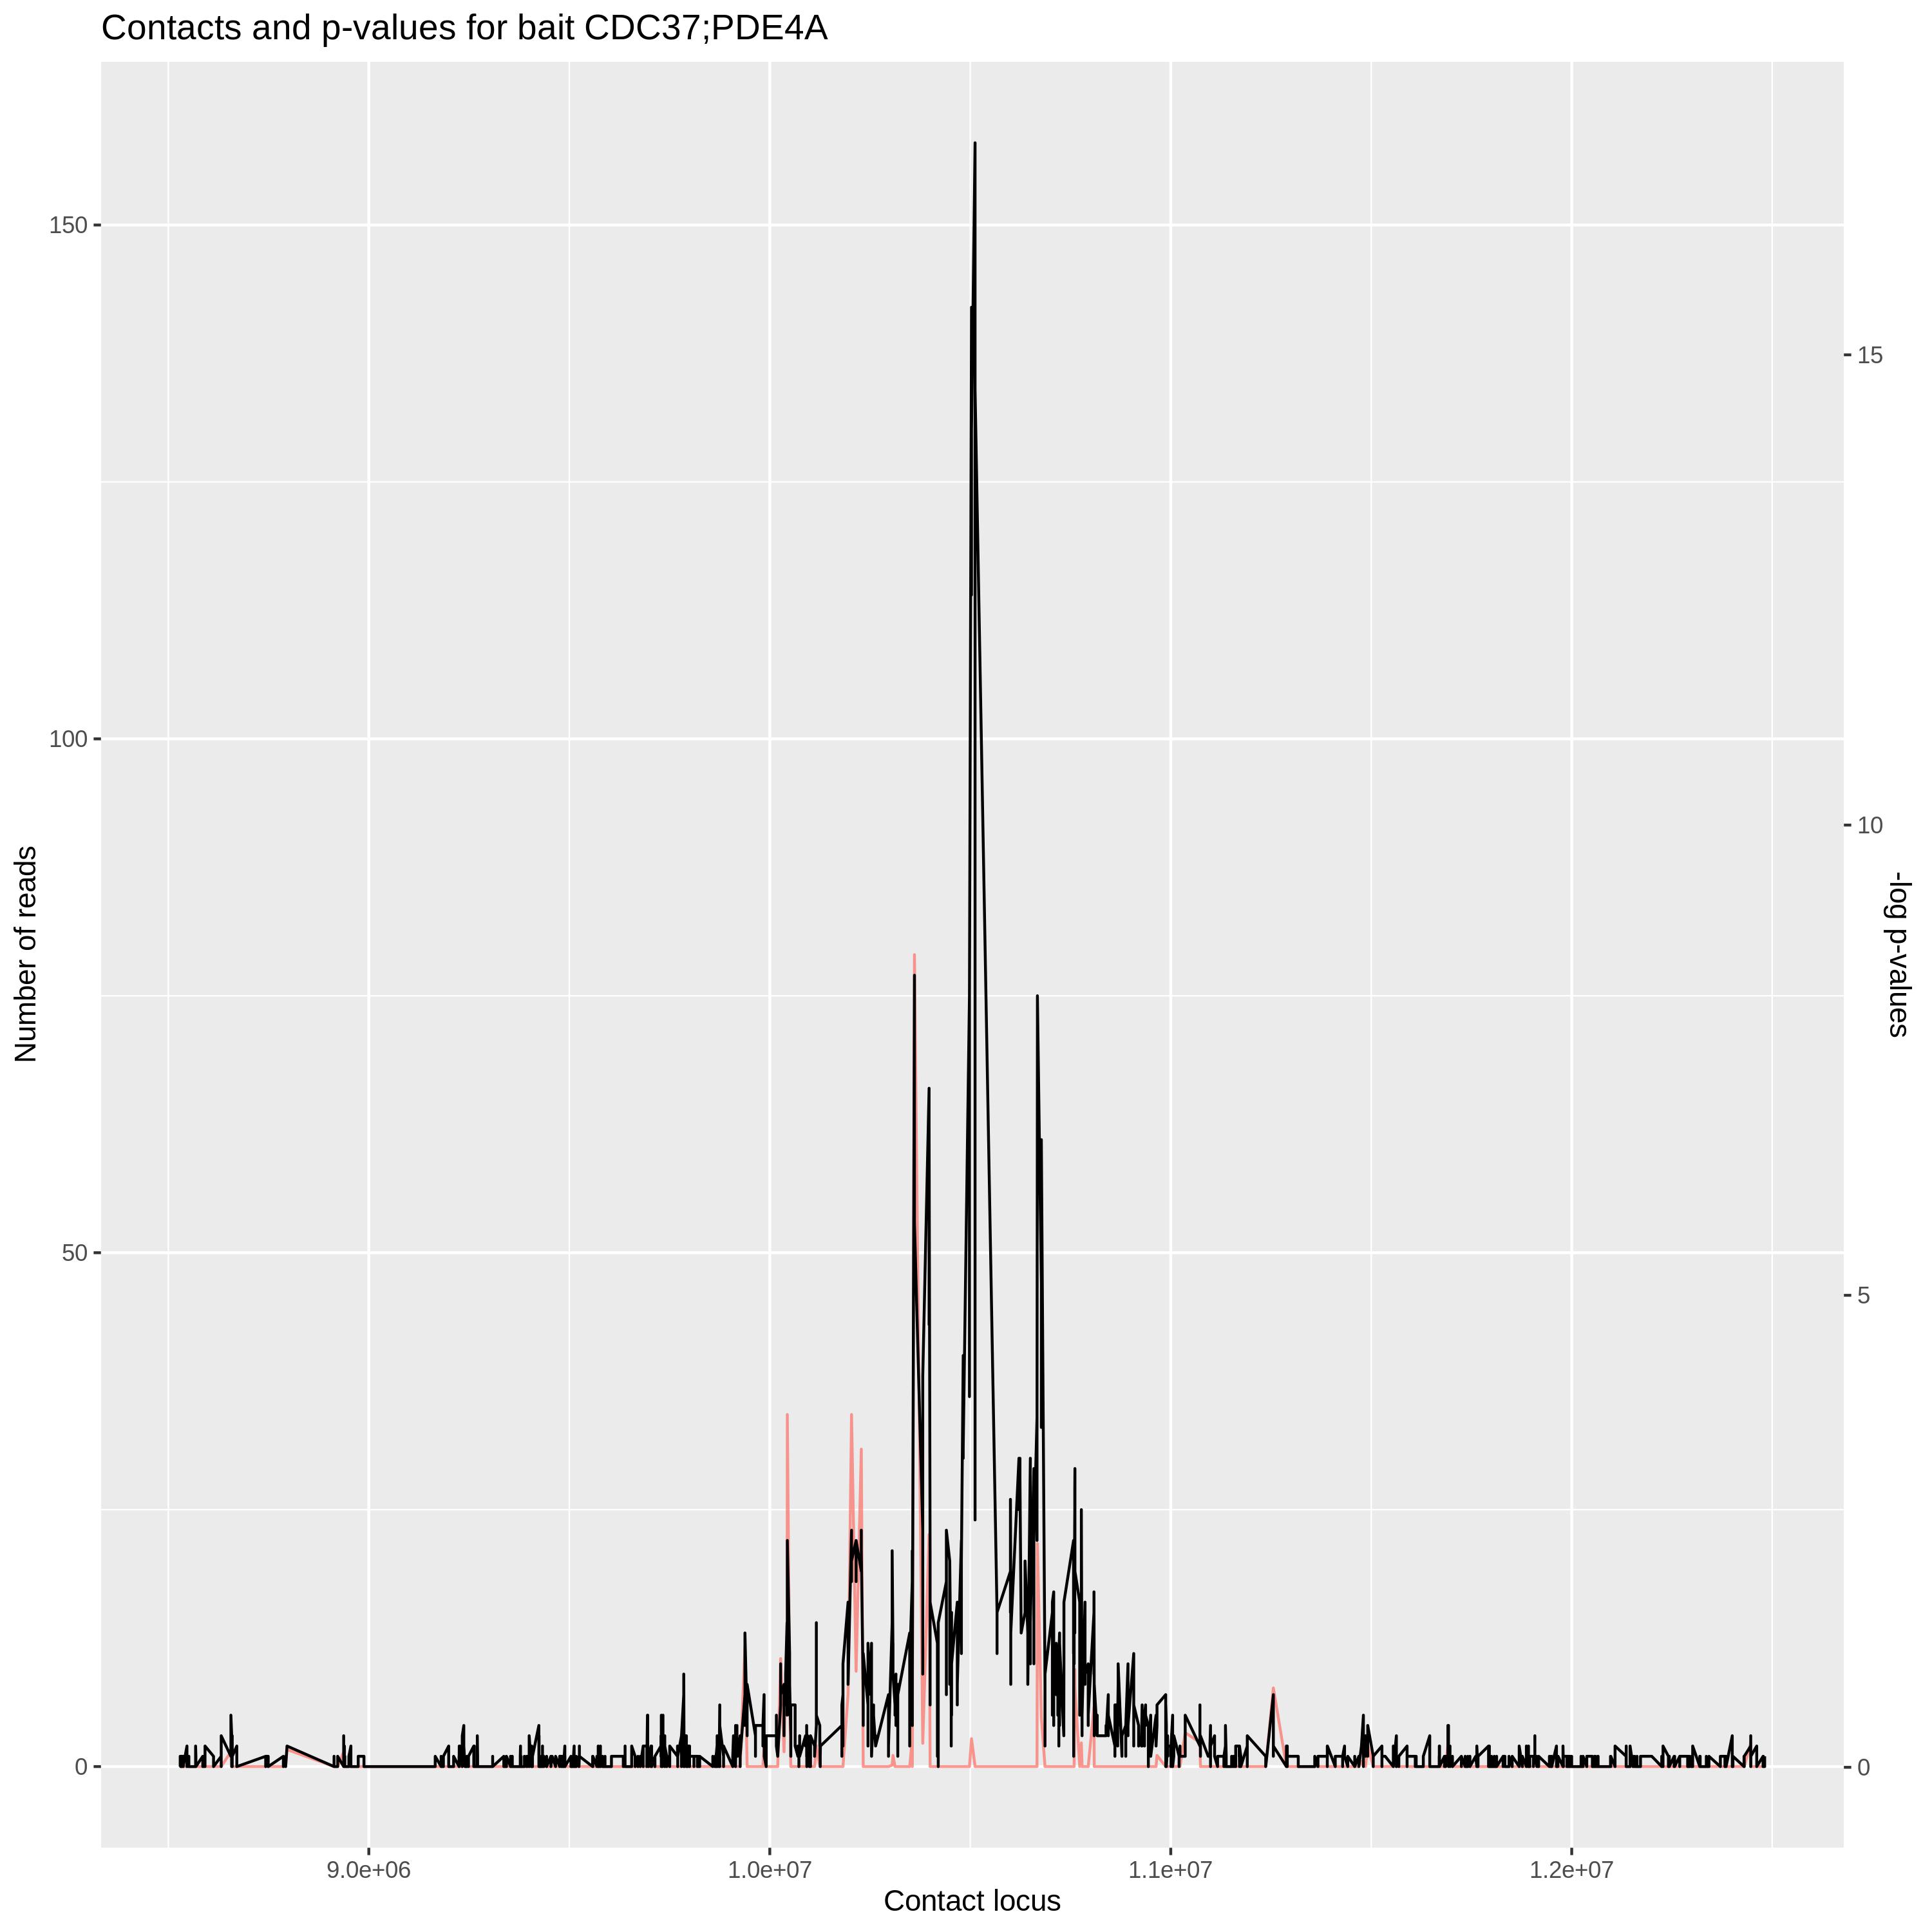 Contacts and p-values for bait CDC37;PDE4A
150
100
50
0
Number of reads
15
10
5
0
-log p-values
9.0e+06
1.0e+07
1.1e+07
1.2e+07
Contact locus